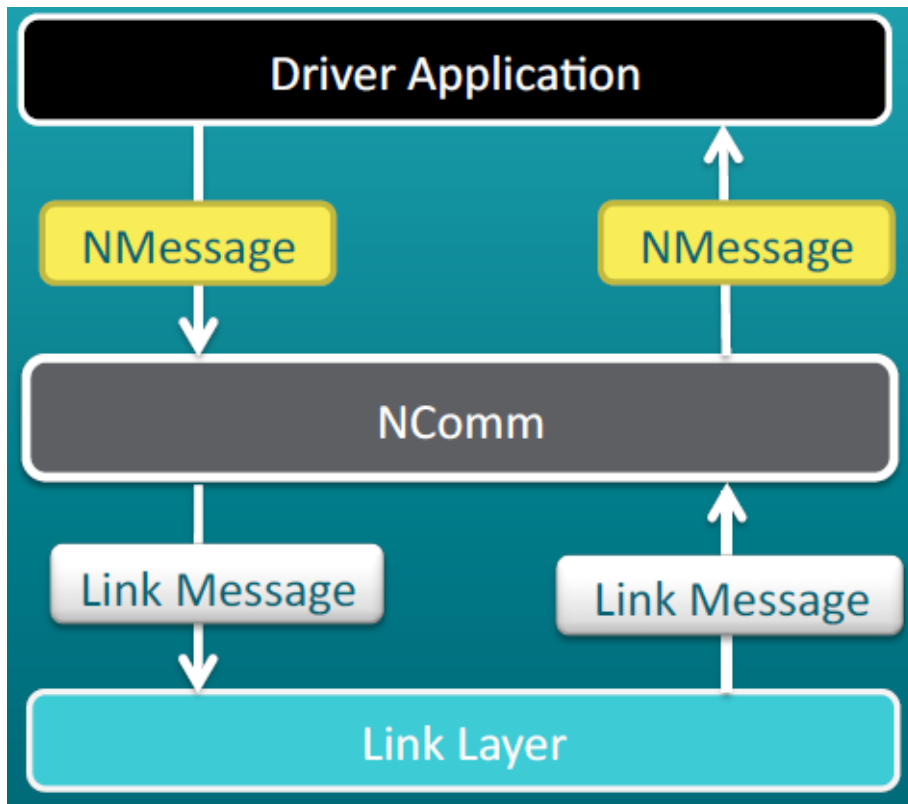 Driver Application
NMessage
NMessage
NComm
Link Message
Link Message
Link Layer